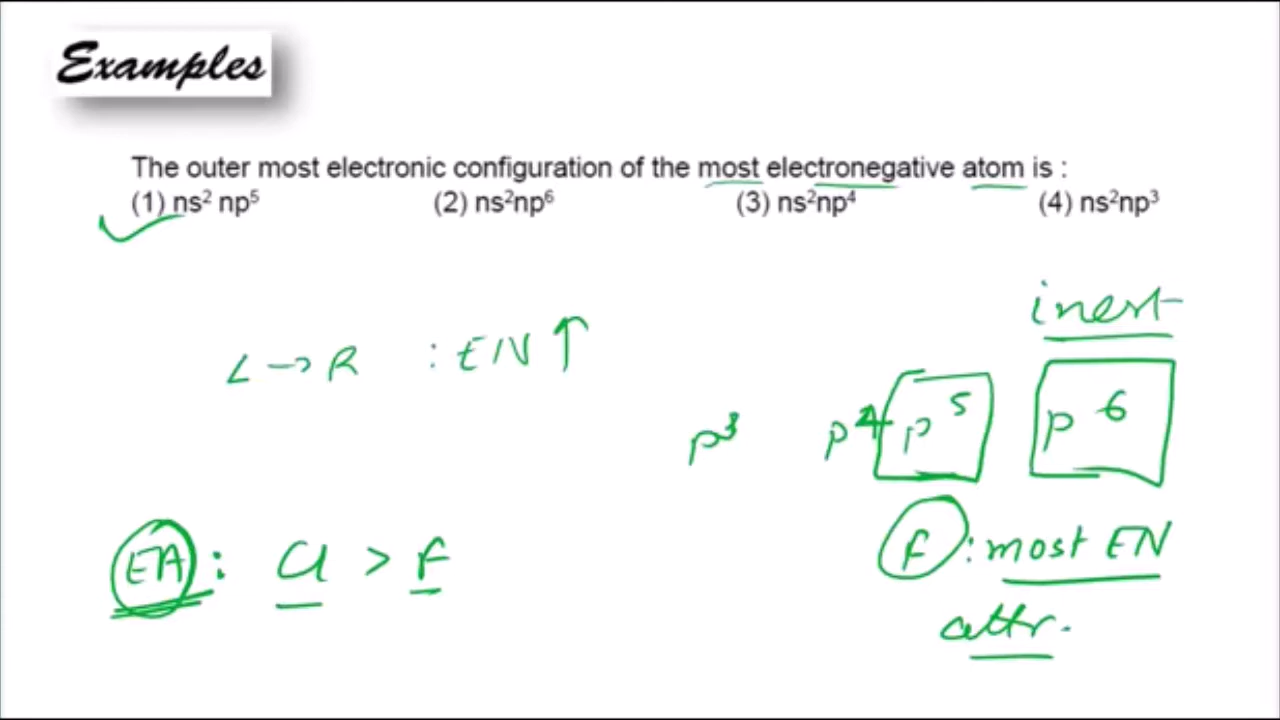 Examples
The outer most electronic configuration of the most electronegative atom is :
(1) ns² np⁵ (2) ns²np⁶ (3) ns²np⁴ (4) ns²np³
inert
L → R : EN ↑
p³ p⁴ p⁵ p⁶
EA : Cl > F
F : most EN
attr.